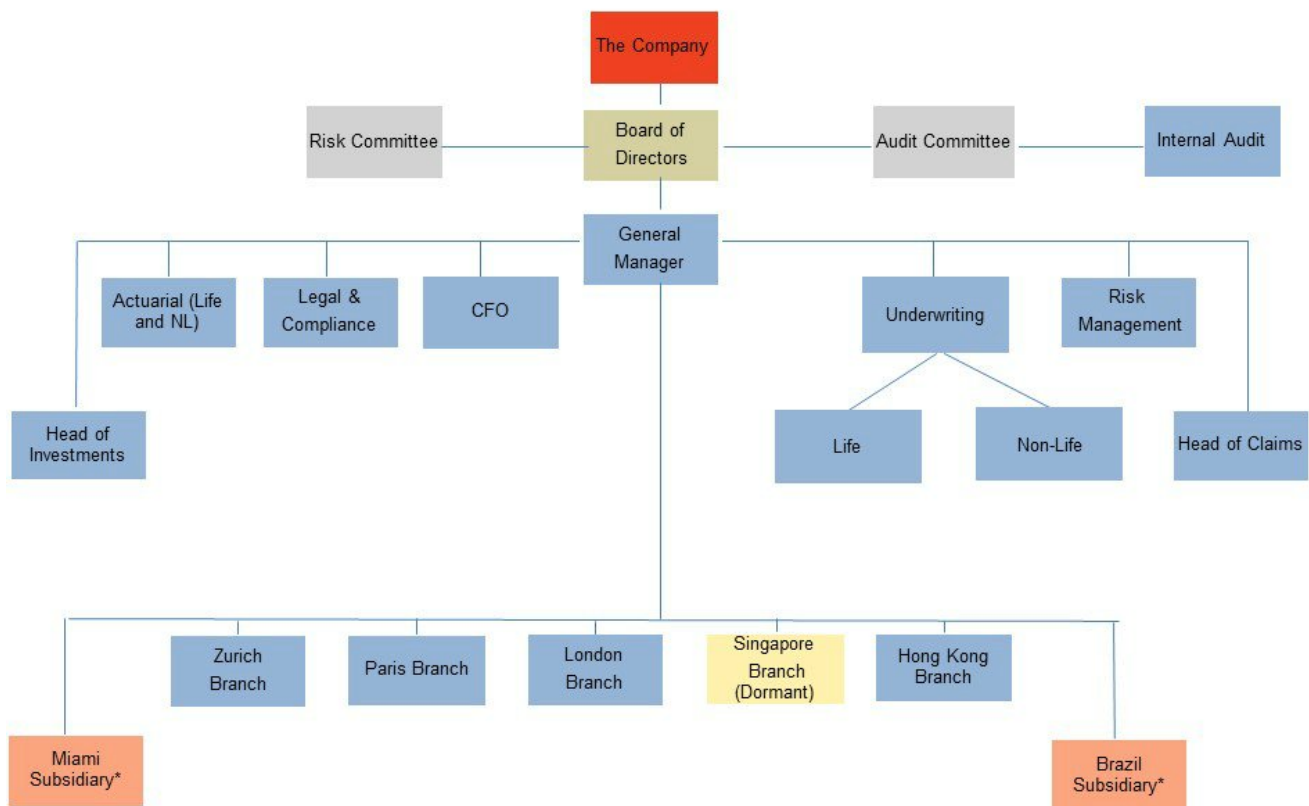 The Company
Risk Committee
Board of
Directors
Audit Committee
Internal Audit
General
Manager
Actuarial (Life
and NL)
Legal &
Compliance
CFO
Underwriting
Risk
Management
Head of
Investments
Life
Non-Life
Head of Claims
Zurich
Branch
Paris Branch
London
Branch
Singapore
Branch
(Dormant)
Hong Kong
Branch
Miami
Subsidiary*
Brazil
Subsidiary*